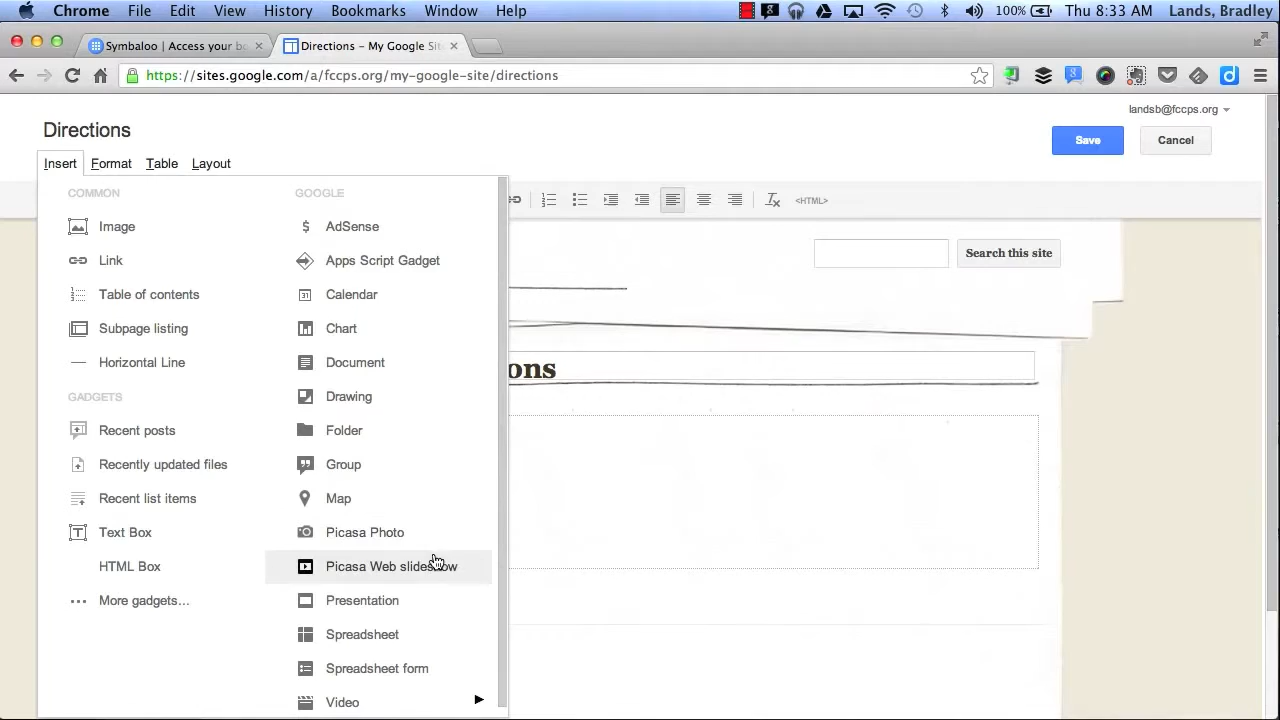 Chrome File Edit View History Bookmarks Window Help 100% Thu 8:33 AM Lands, Bradley
Symbaloo | Access your bo
Directions – My Google Sit
https://sites.google.com/a/fccps.org/my-google-site/directions
landsb@fccps.org
Directions
Save Cancel
Insert Format Table Layout
<HTML>
COMMON
Image
Link
Table of contents
Subpage listing
Horizontal Line
GADGETS
Recent posts
Recently updated files
Recent list items
Text Box
HTML Box
More gadgets...
GOOGLE
AdSense
Apps Script Gadget
Calendar
Chart
Document
Drawing
Folder
Group
Map
Picasa Photo
Picasa Web slideshow
Presentation
Spreadsheet
Spreadsheet form
Video
Search this site
ons